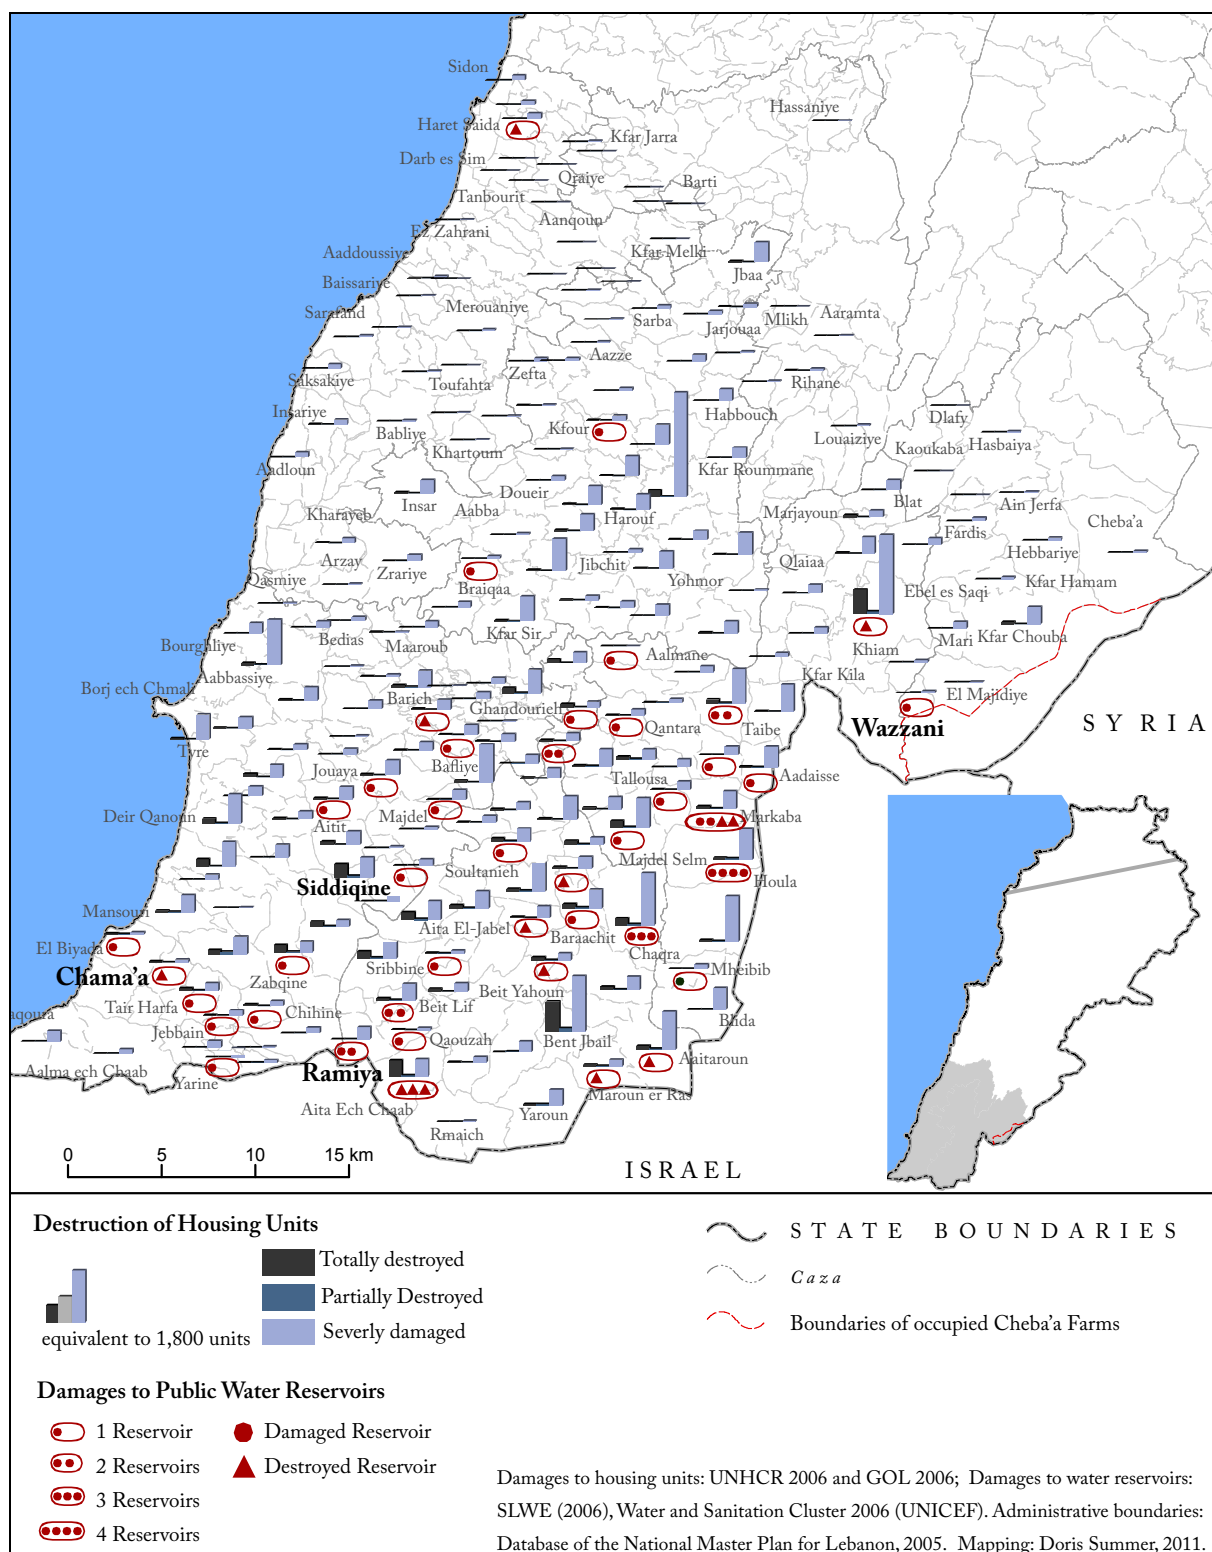 Sidon
Hassaniye
Haret Saida
Kfar Jarra
Darb es Sim
Qraiye
Barti
Tanbourit
Aanqoun
Ez Zahrani
Kfar Melki
Aaddoussiye
Jbaa
Baissariye
Merouaniye
Sarafand
Sarba
Jarjouaa
Mlikh
Aaramta
Aazze
Zefta
Saksakiye
Toufahta
Rihane
Insariye
Habbouch
Dlafy
Babliye
Kfour
Louaiziye
Hasbaiya
Khartoum
Kaoukaba
Aadloun
Kfar Roummane
Doueir
Insar
Blat
Ain Jerfa
Kharayeb
Aabba
Harouf
Marjayoun
Cheba'a
Fardis
Hebbariye
Arzay
Zrariye
Jibchit
Qlaiaa
Yohmor
Qasmiye
Braiqaa
Ebel es Saqi
Kfar Hamam
Bedias
Kfar Sir
Mari
Kfar Chouba
Bourghliye
Maaroub
Khiam
Aalmane
Aabbassiye
Kfar Kila
Borj ech Chmali
Barich
El Majidiye
Ghandourieh
Qantara
Taibe
Wazzani
SYRIA
Tyre
Bafliye
Jouaya
Tallousa
Aadaisse
Deir Qanoun
Aitit
Majdel
Markaba
Majdel Selm
Soultanieh
Siddiqine
Houla
Mansouri
Aita El-Jabel
Baraachit
El Biyada
Chaqra
Chama'a
Zabqine
Sribbine
Mheibib
Beit Yahoun
Tair Harfa
Beit Lif
Chihine
Blida
aqoura
Jebbain
Qaouzah
Bent Jbail
Aaitaroun
Aalma ech Chaab
Ramiya
Yarine
Maroun er Ras
Aita Ech Chaab
Yaroun
Rmaich
0 5 10 15 km
ISRAEL
Destruction of Housing Units
Totally destroyed
Partially Destroyed
Severly damaged
equivalent to 1,800 units
STATE BOUNDARIES
Caza
Boundaries of occupied Cheba'a Farms
Damages to Public Water Reservoirs
1 Reservoir
Damaged Reservoir
2 Reservoirs
Destroyed Reservoir
3 Reservoirs
4 Reservoirs
Damages to housing units: UNHCR 2006 and GOL 2006; Damages to water reservoirs:
SLWE (2006), Water and Sanitation Cluster 2006 (UNICEF). Administrative boundaries:
Database of the National Master Plan for Lebanon, 2005. Mapping: Doris Summer, 2011.